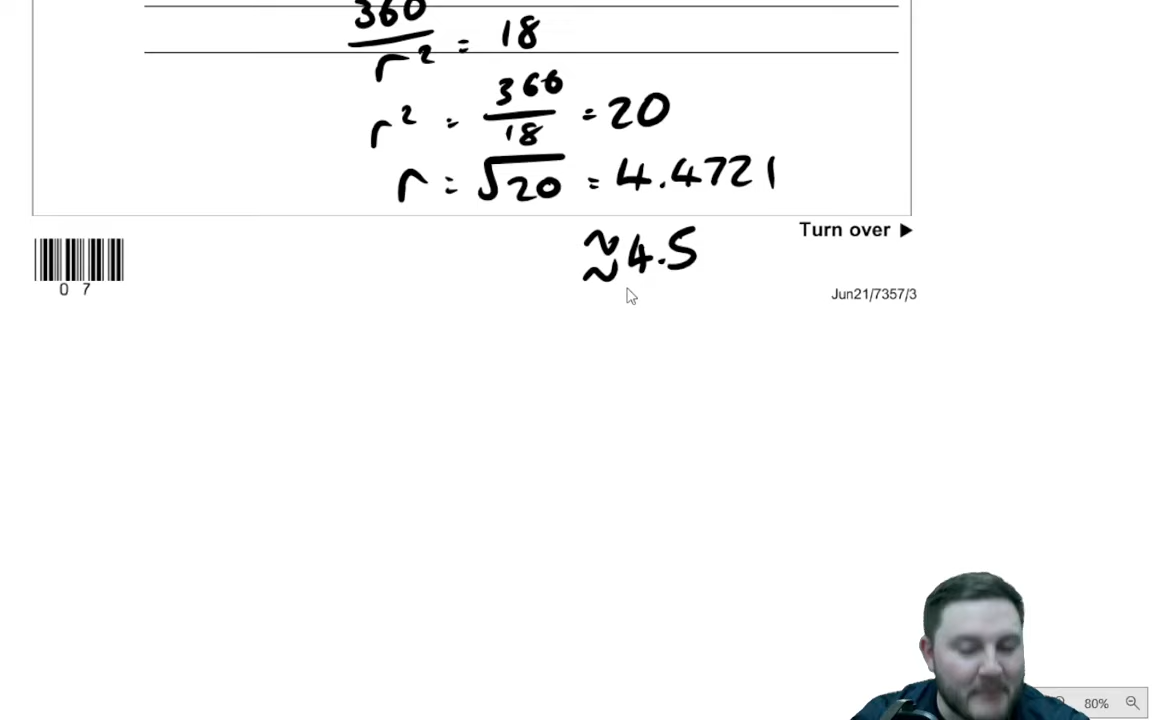 360/r² = 18
r² = 360/18 = 20
r = √20 = 4.4721
Turn over ▶
≈ 4.5
0 7
Jun21/7357/3
80%